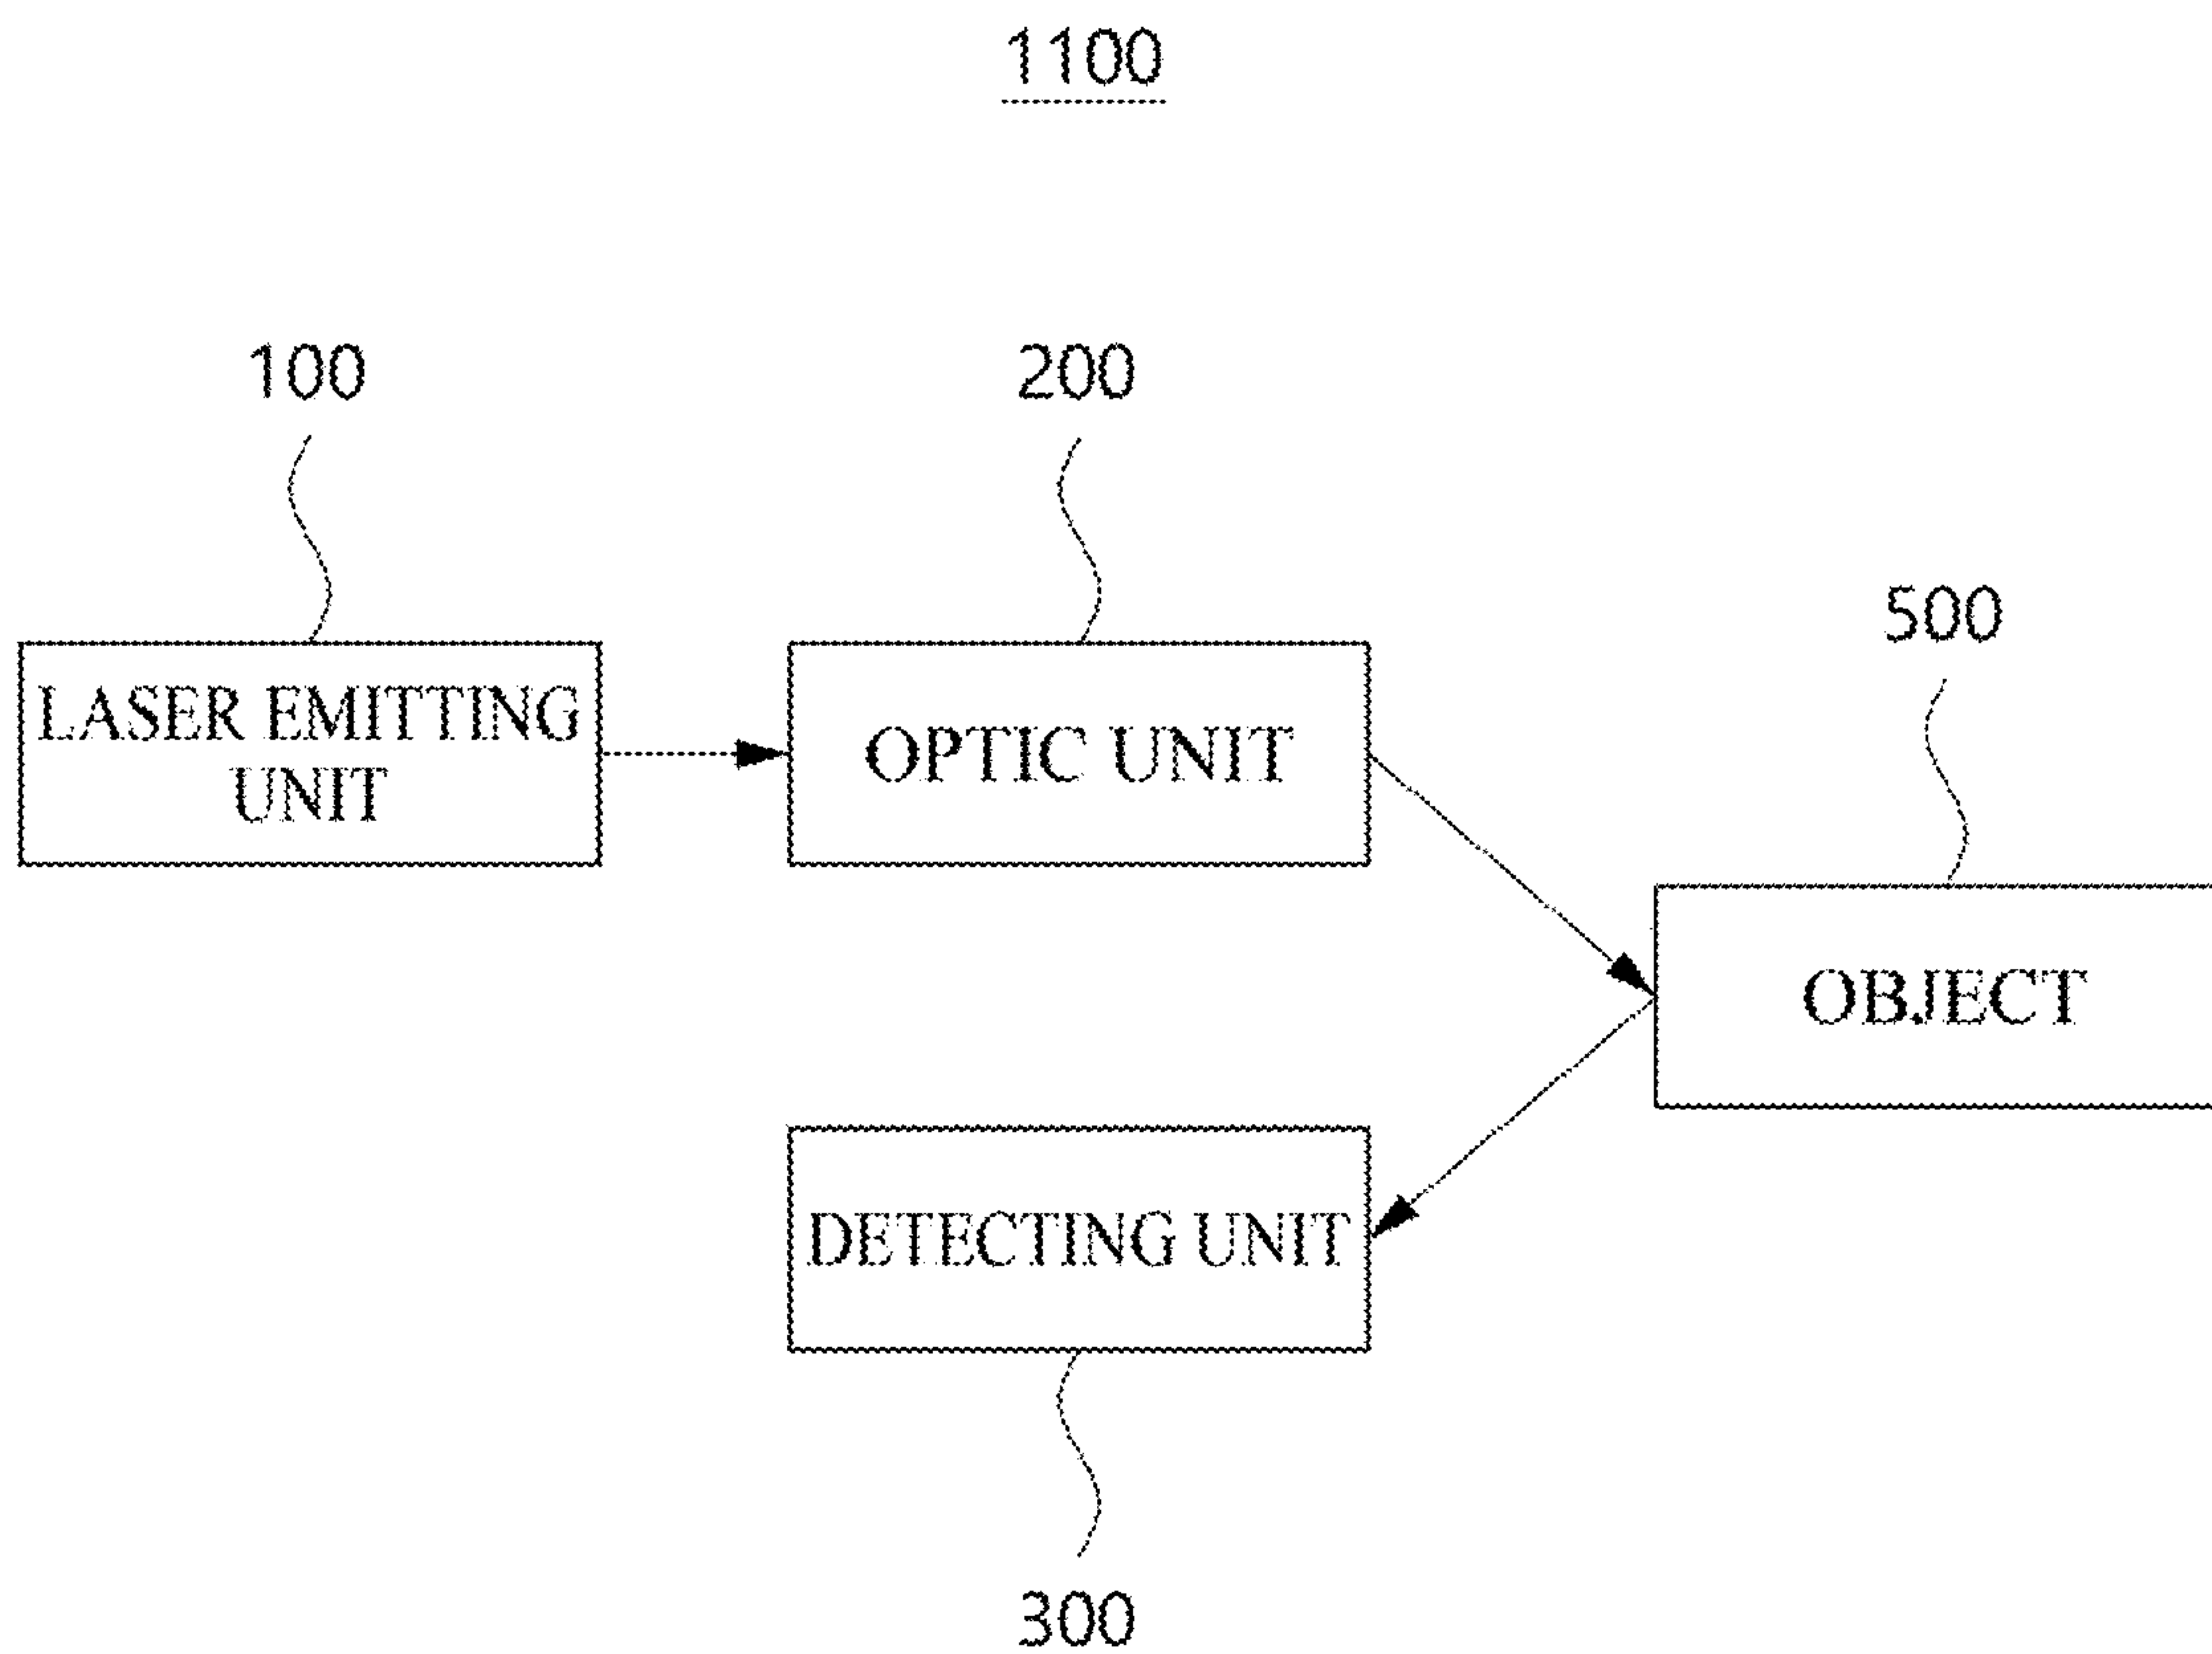 1100
100
200
500
LASER EMITTING
UNIT
OPTIC UNIT
OBJECT
DETECTING UNIT
300